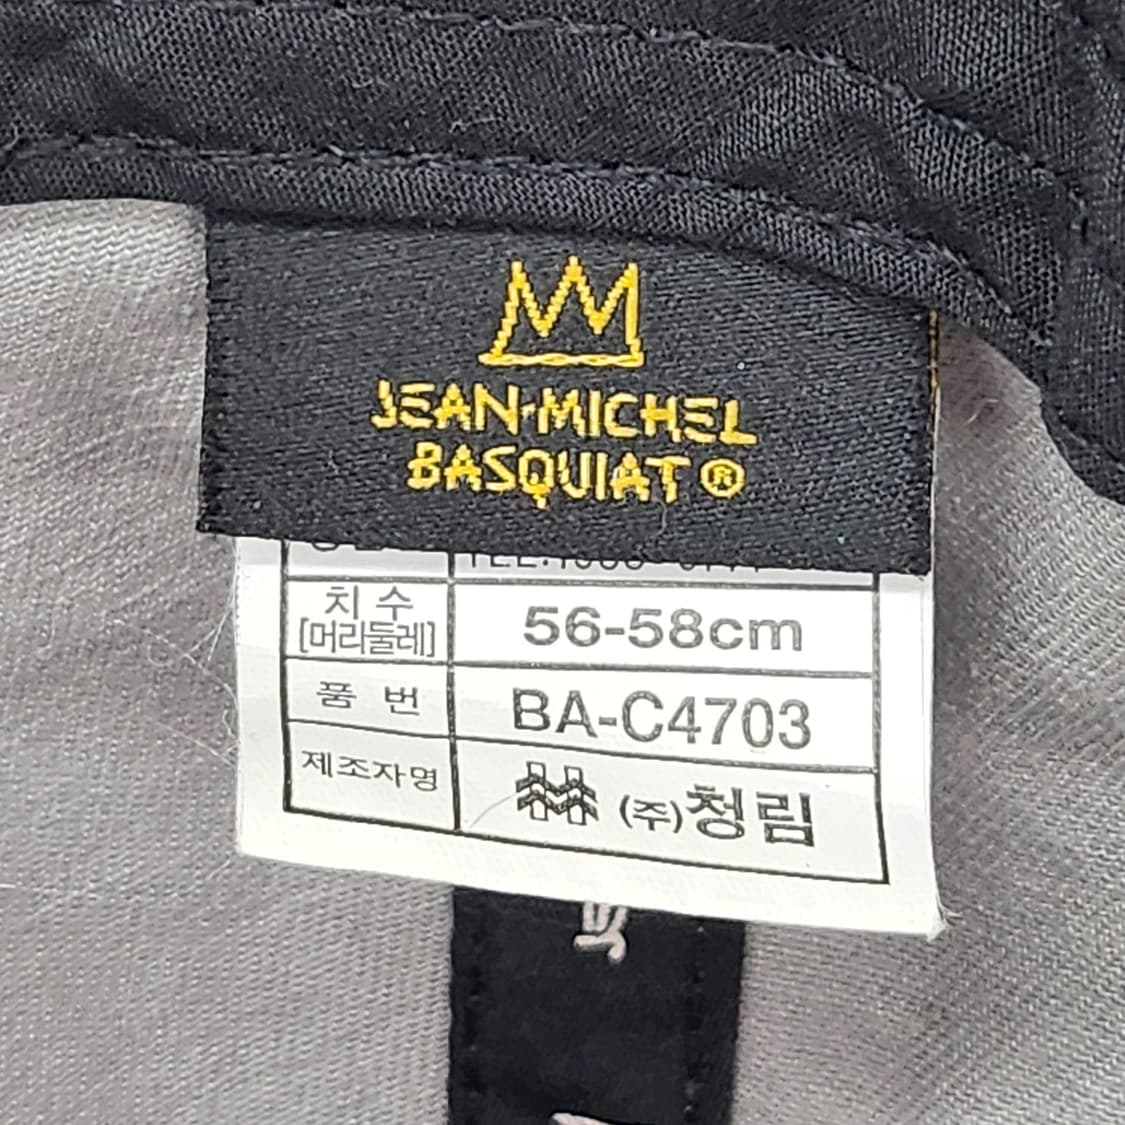 JEAN-MICHEL
BASQUIAT®
치 수 56-58cm
[머리둘레]
품 번 BA-C4703
제조자명 (주)청림